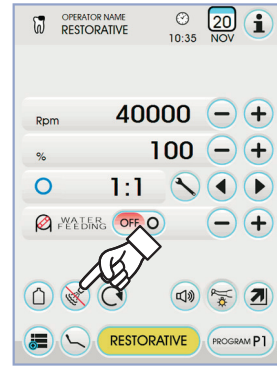 OPERATOR NAME
RESTORATIVE
10:35
20
NOV
Rpm 40000
% 100
1:1
WATER FEEDING OFF
RESTORATIVE
PROGRAM P1